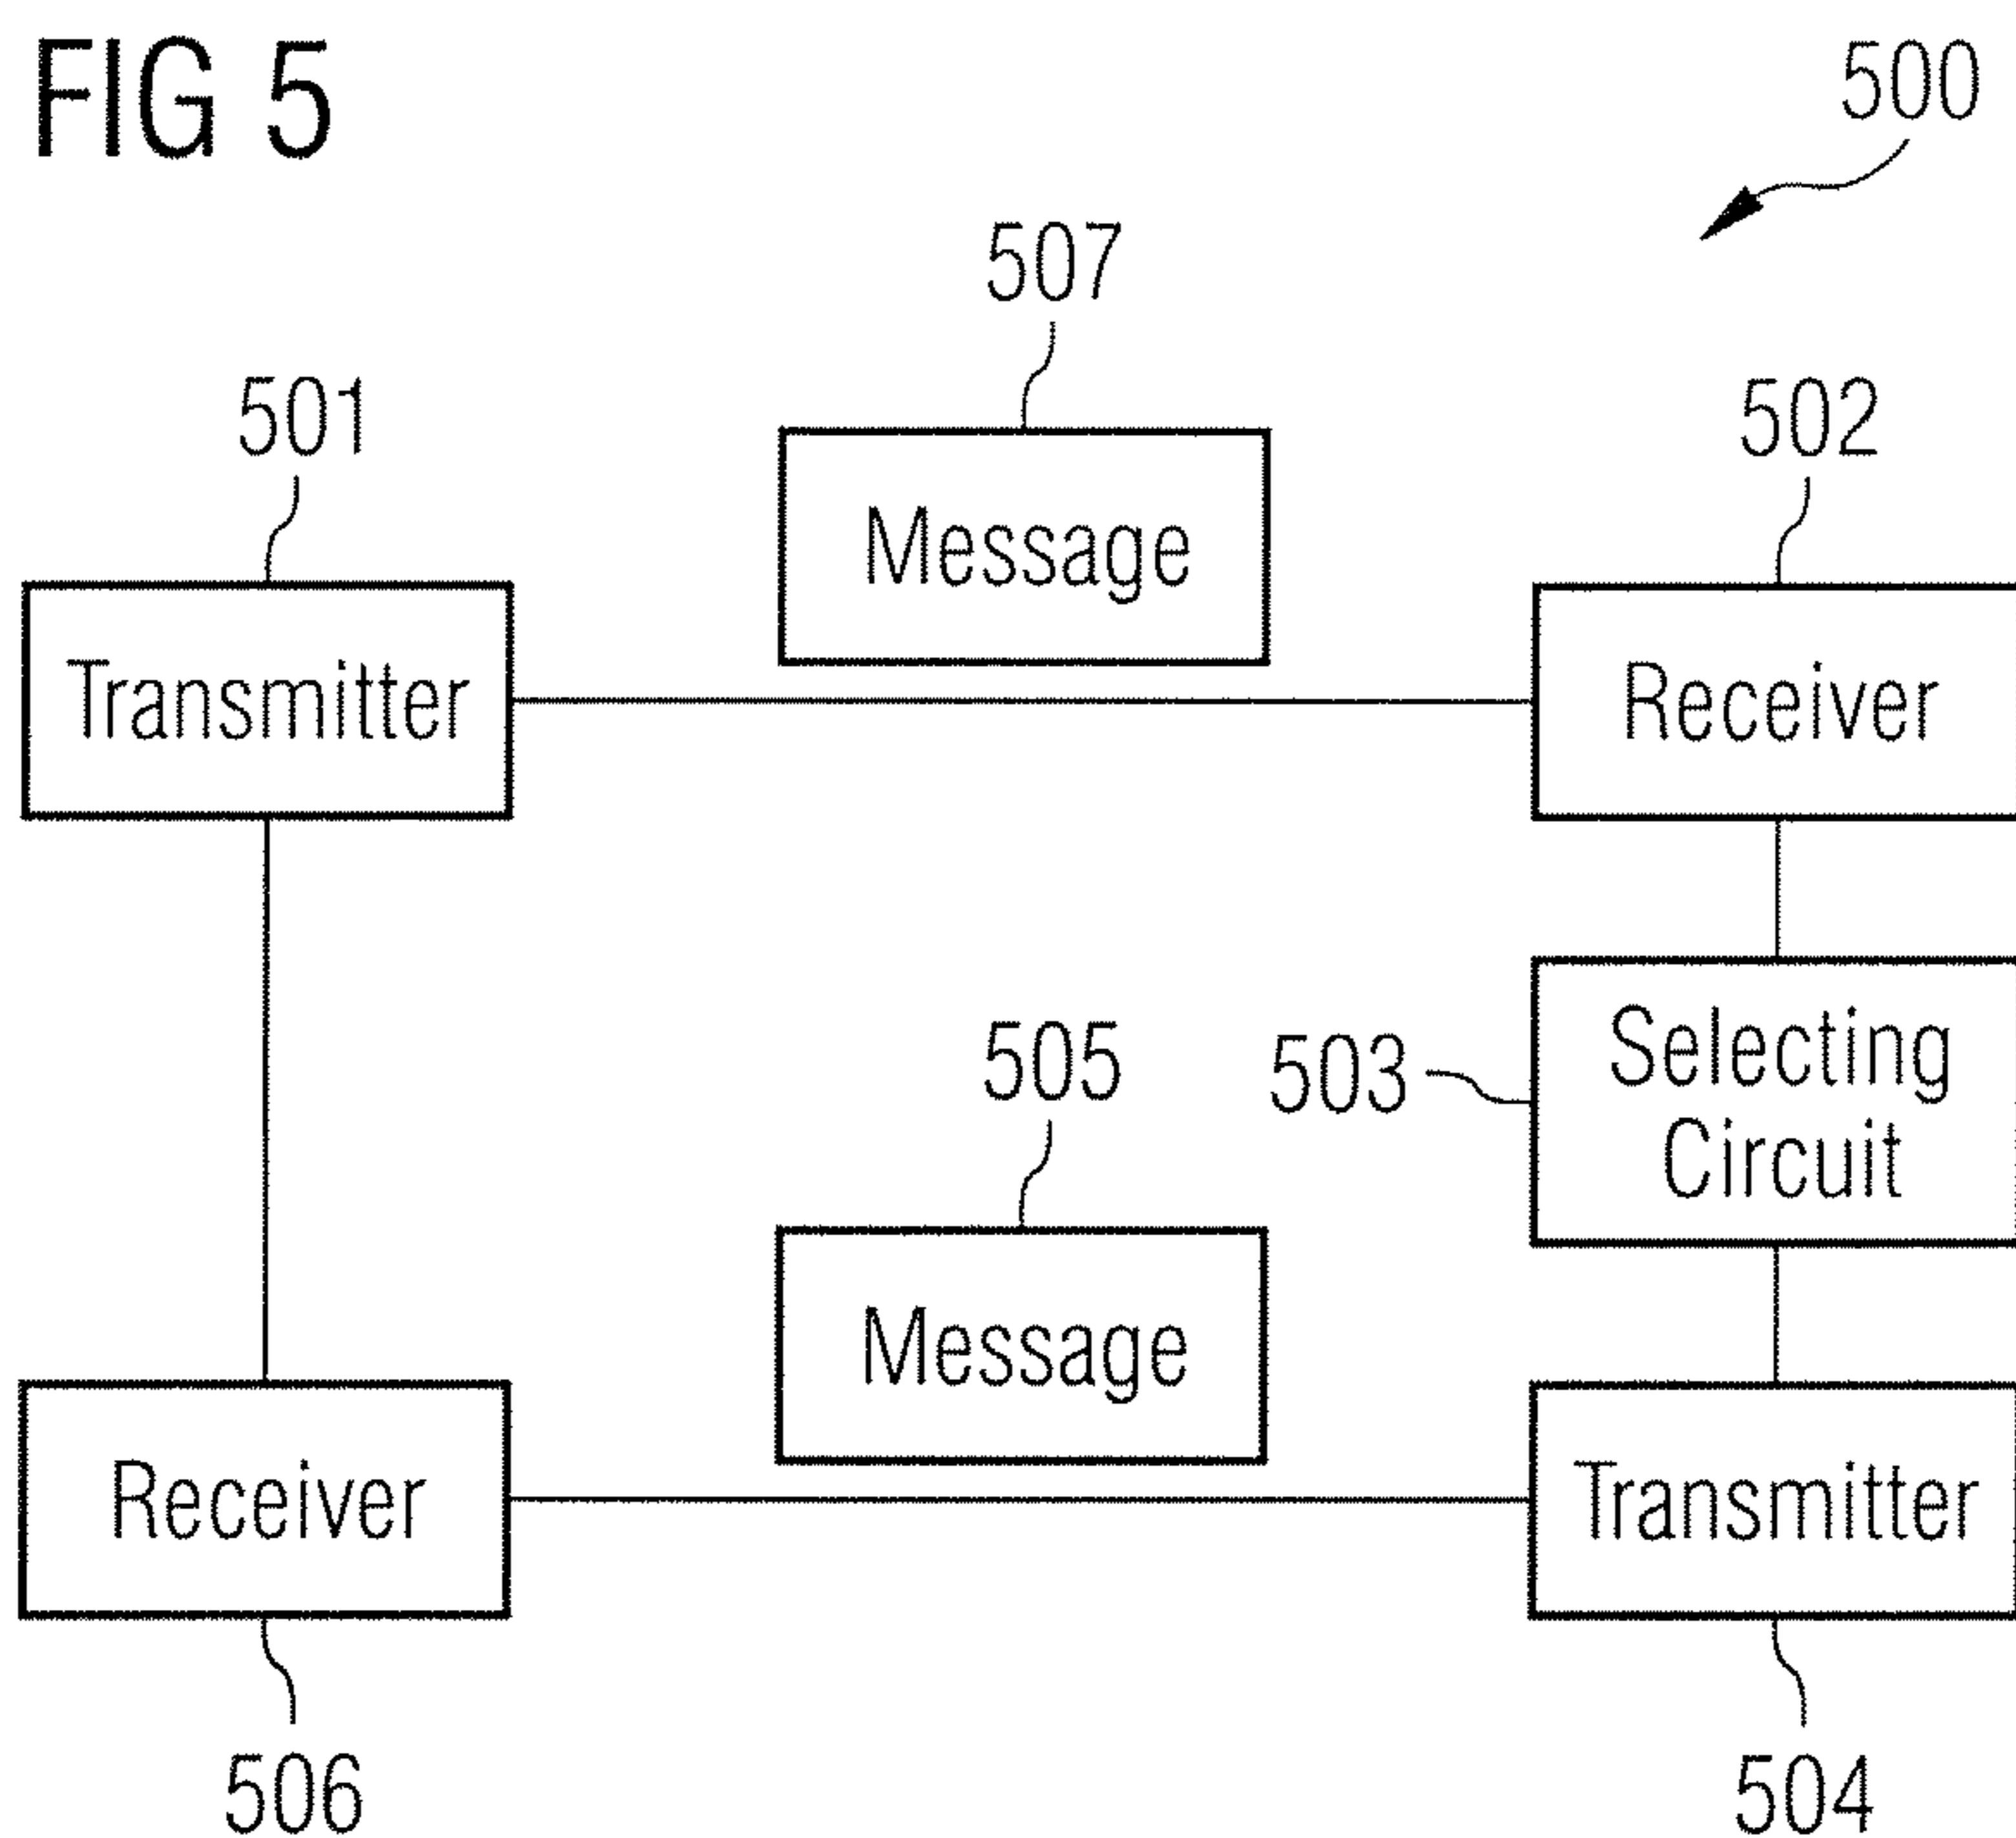 FIG 5
500
507
501
502
Message
Transmitter
Receiver
505
503
Selecting
Circuit
Message
Receiver
Transmitter
506
504